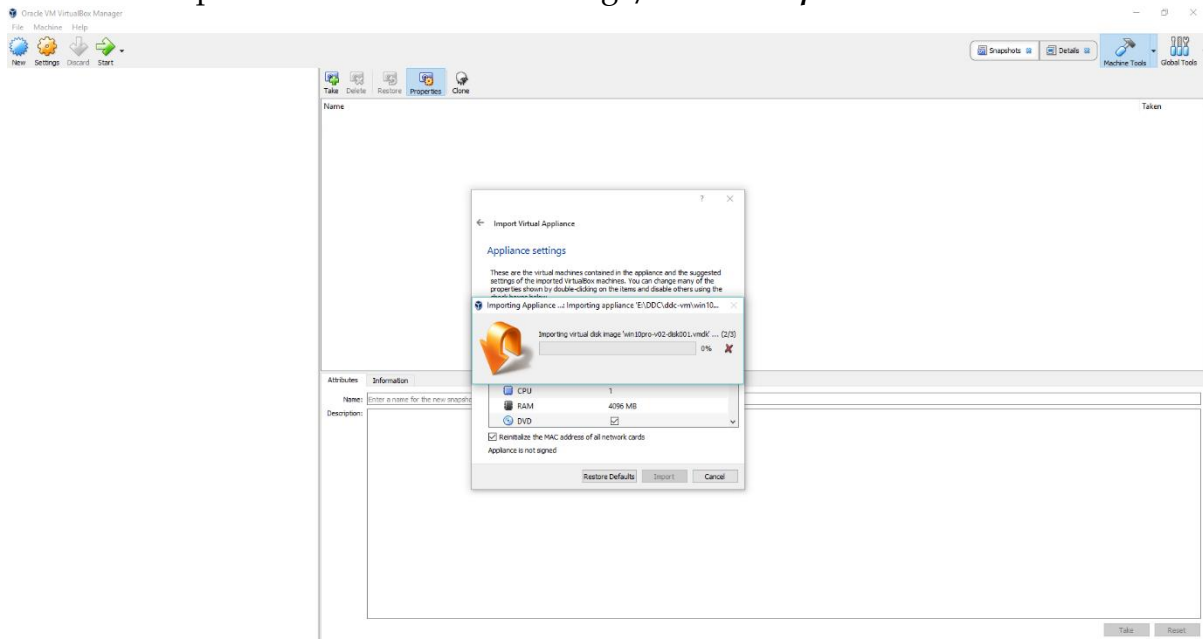 Oracle VM VirtualBox Manager
File Machine Help
New Settings Discard Start
Snapshots Details Machine Tools Global Tools
Take Delete Restore Properties Clone
Name Taken
Import Virtual Appliance
Appliance settings
These are the virtual machines contained in the appliance and the suggested
settings of the imported VirtualBox machines. You can change many of the
properties shown by double-clicking on the items and disable others using the
Importing Appliance ...: Importing appliance 'E:\DDC\ddc-vm\win10...
Importing virtual disk image 'win10pro-v02-disk001.vmdk' ... (2/3)
0%
CPU 1
RAM 4096 MB
DVD
Reinitialize the MAC address of all network cards
Appliance is not signed
Restore Defaults Import Cancel
Attributes Information
Name: Enter a name for the new snapsho
Description:
Take Reset